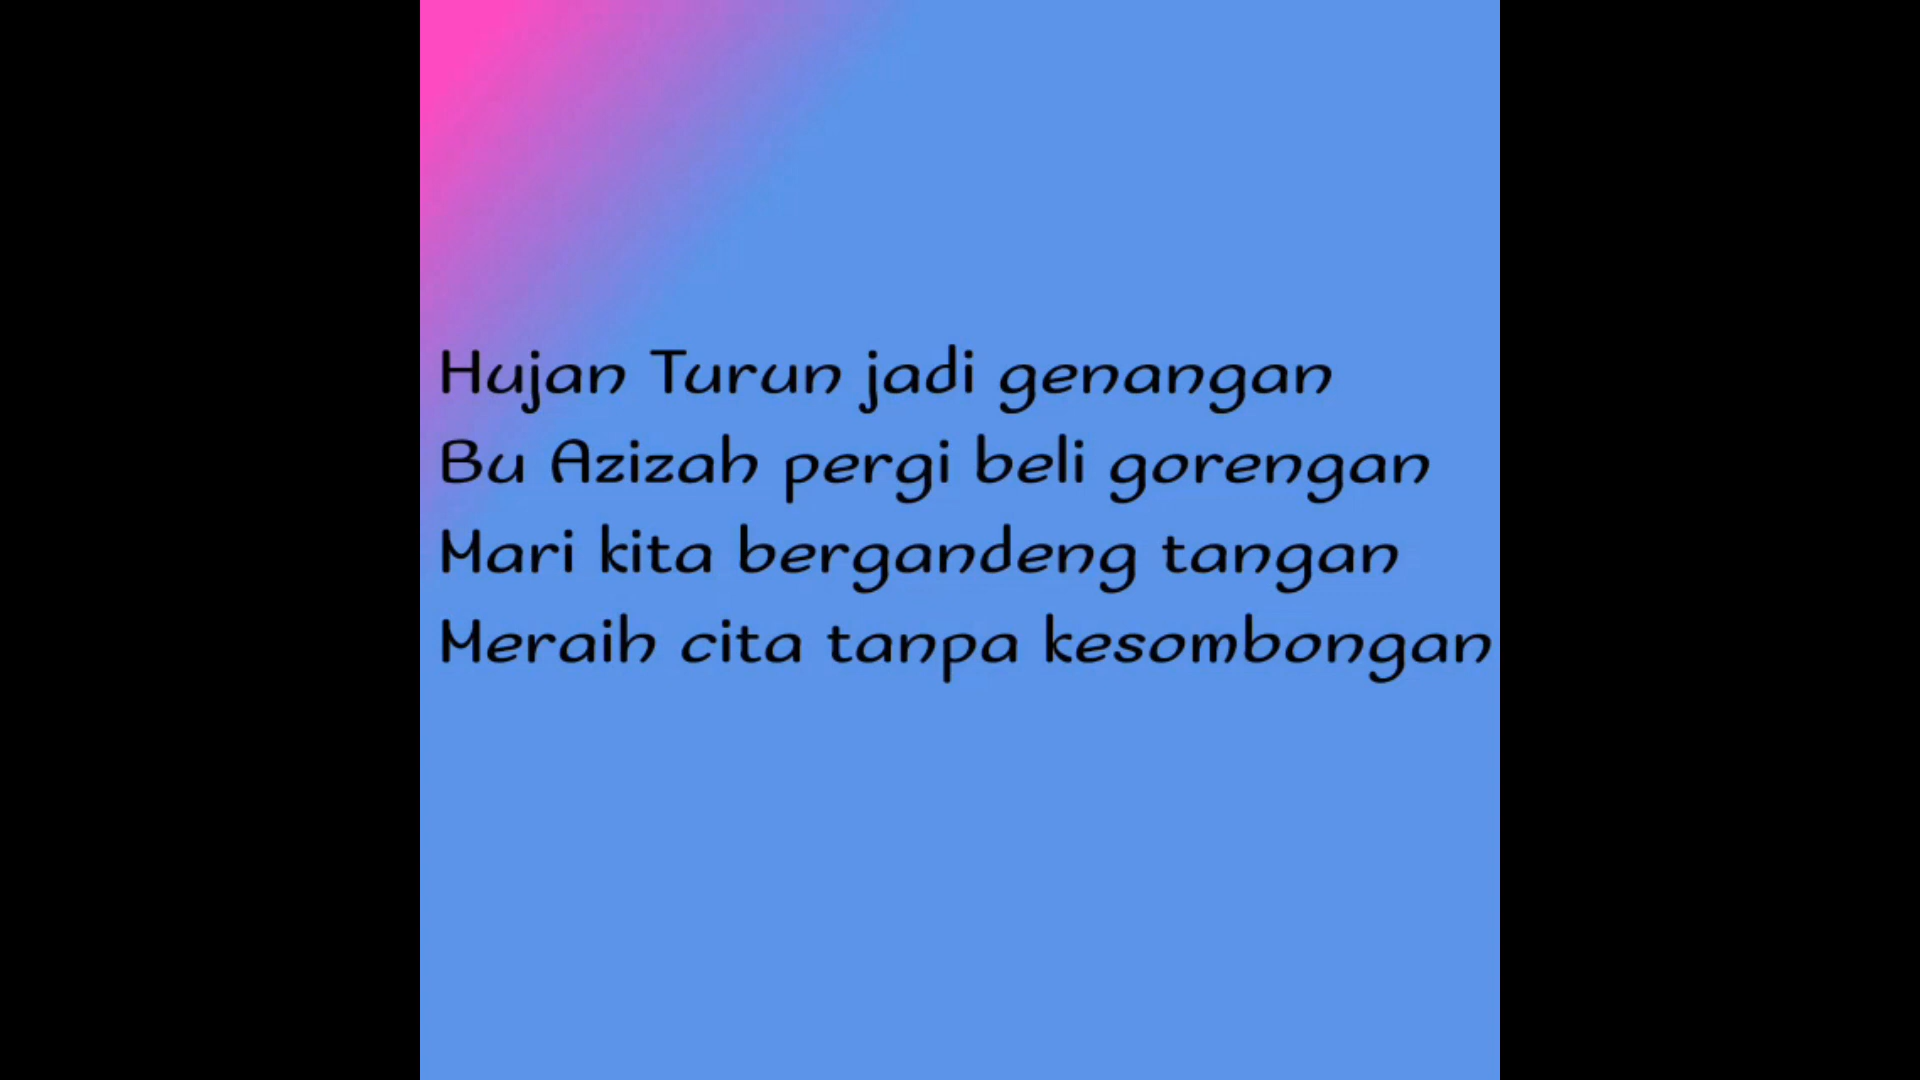 Hujan Turun jadi genangan
Bu Azizah pergi beli gorengan
Mari kita bergandeng tangan
Meraih cita tanpa kesombongan